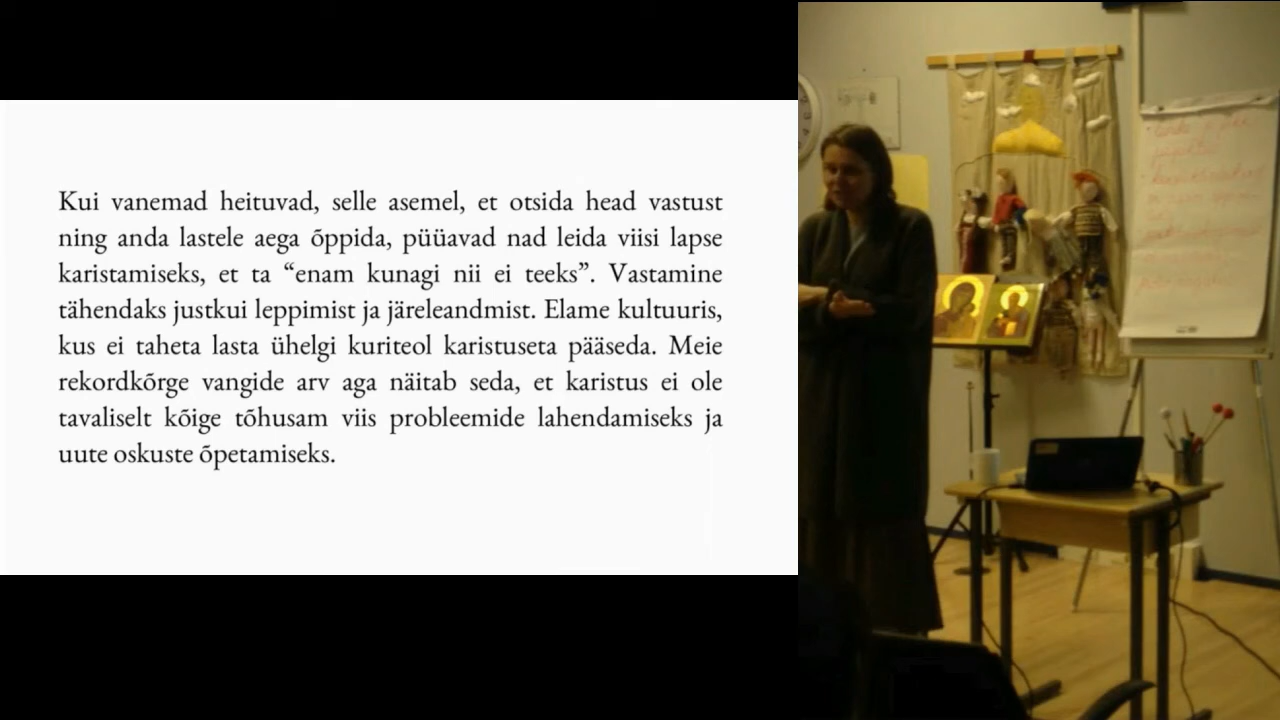 Kui vanemad heituvad, selle asemel, et otsida head vastust
ning anda lastele aega õppida, püüavad nad leida viisi lapse
karistamiseks, et ta “enam kunagi nii ei teeks”. Vastamine
tähendaks justkui leppimist ja järeleandmist. Elame kultuuris,
kus ei taheta lasta ühelgi kuriteol karistuseta pääseda. Meie
rekordkõrge vangide arv aga näitab seda, et karistus ei ole
tavaliselt kõige tõhusam viis probleemide lahendamiseks ja
uute oskuste õpetamiseks.